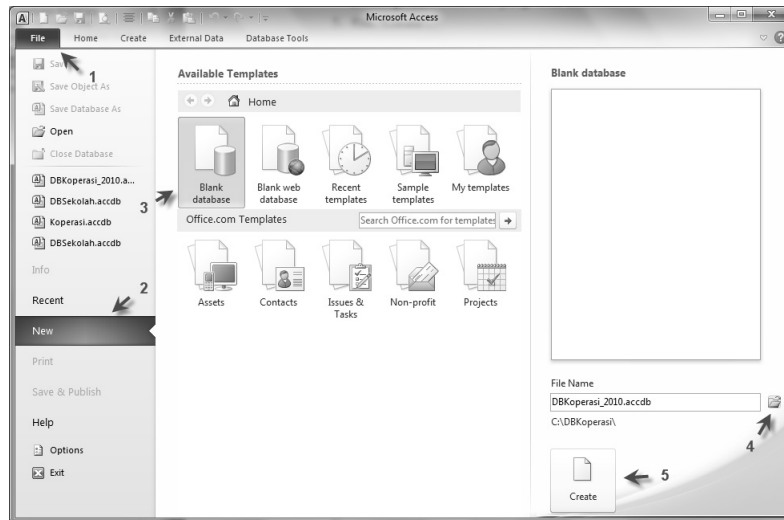 Microsoft Access
File Home Create External Data Database Tools
1
Save Object As
Save Database As
Open
Close Database
DBKoperasi_2010.a...
DBSekolah.accdb
Koperasi.accdb
DBSekolah.accdb
Info
Recent
2
New
Print
Save & Publish
Help
Options
Exit
Available Templates
Home
3
Blank database
Blank web database
Recent templates
Sample templates
My templates
Office.com Templates
Search Office.com for templates
Assets
Contacts
Issues & Tasks
Non-profit
Projects
Blank database
File Name
DBKoperasi_2010.accdb
C:\DBKoperasi\
4
5
Create